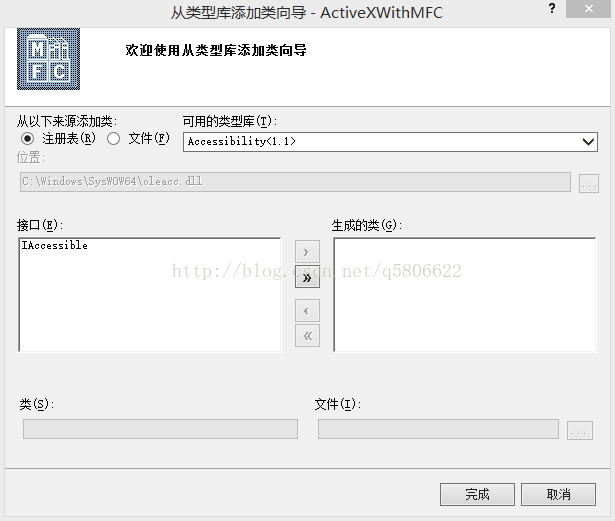 从类型库添加类向导 - ActiveXWithMFC
?
×
MFC
欢迎使用从类型库添加类向导
从以下来源添加类:
可用的类型库(T):
注册表(R)
文件(F)
Accessibility<1.1>
位置:
C:\Windows\SysWOW64\oleacc.dll
...
接口(E):
生成的类(G):
IAccessible
>
»
http://blog.csdn.net/q5806622
<
«
类(S):
文件(I):
...
完成
取消